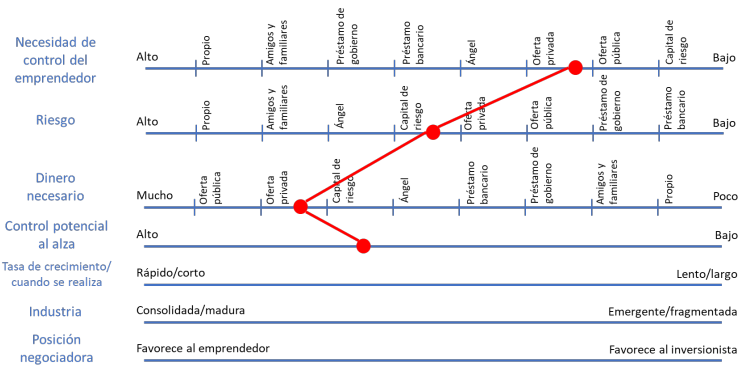 Necesidad de
control del
emprendedor
Alto
Propio
Amigos y
familiares
Préstamo de
gobierno
Préstamo
bancario
Ángel
Oferta
privada
Oferta
pública
Capital de
riesgo
Bajo
Riesgo
Alto
Propio
Amigos y
familiares
Ángel
Capital de
riesgo
Oferta
privada
Oferta
pública
Préstamo de
gobierno
Préstamo
bancario
Bajo
Dinero
necesario
Mucho
Oferta
pública
Oferta
privada
Capital de
riesgo
Ángel
Préstamo
bancario
Préstamo de
gobierno
Amigos y
familiares
Propio
Poco
Control potencial
al alza
Alto
Bajo
Tasa de crecimiento/
cuando se realiza
Rápido/corto
Lento/largo
Industria
Consolidada/madura
Emergente/fragmentada
Posición
negociadora
Favorece al emprendedor
Favorece al inversionista